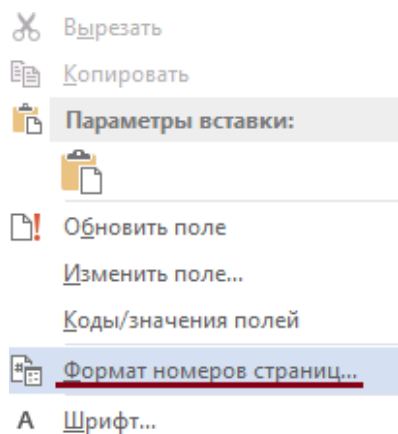 Вырезать
Копировать
Параметры вставки:
Обновить поле
Изменить поле...
Коды/значения полей
Формат номеров страниц...
А Шрифт...